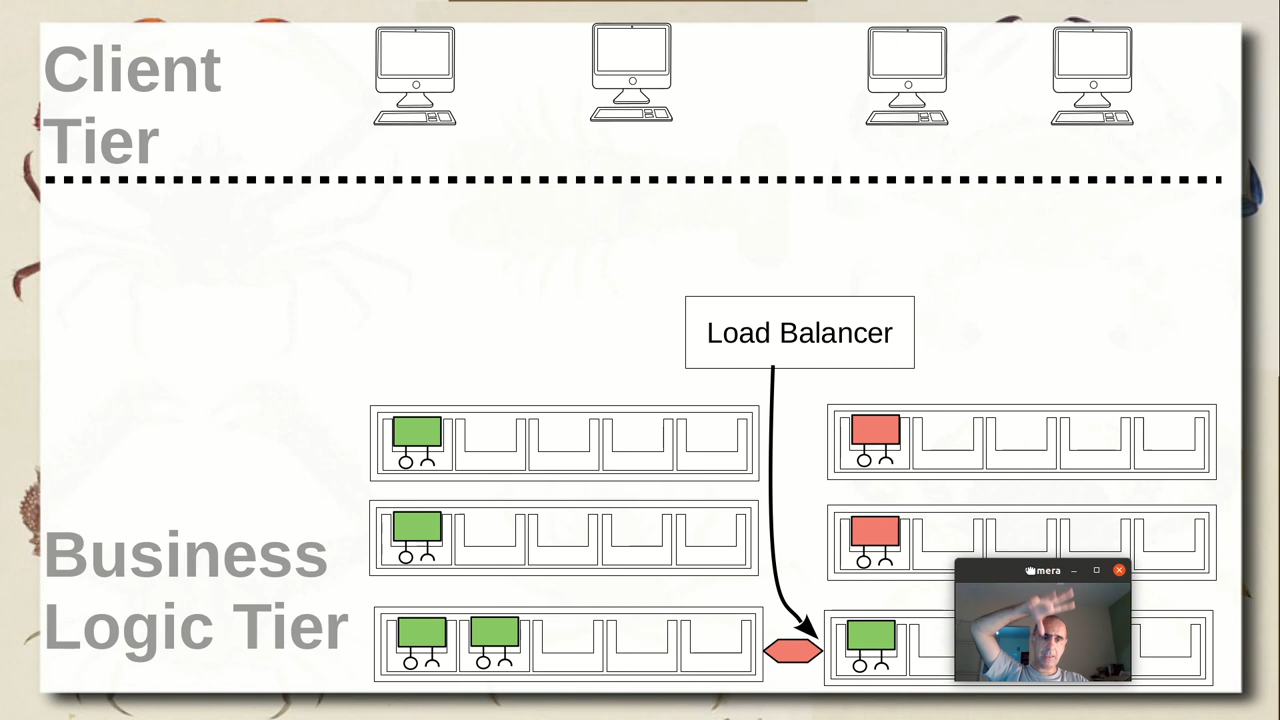 Client
Tier
Load Balancer
Business
Logic Tier
mera